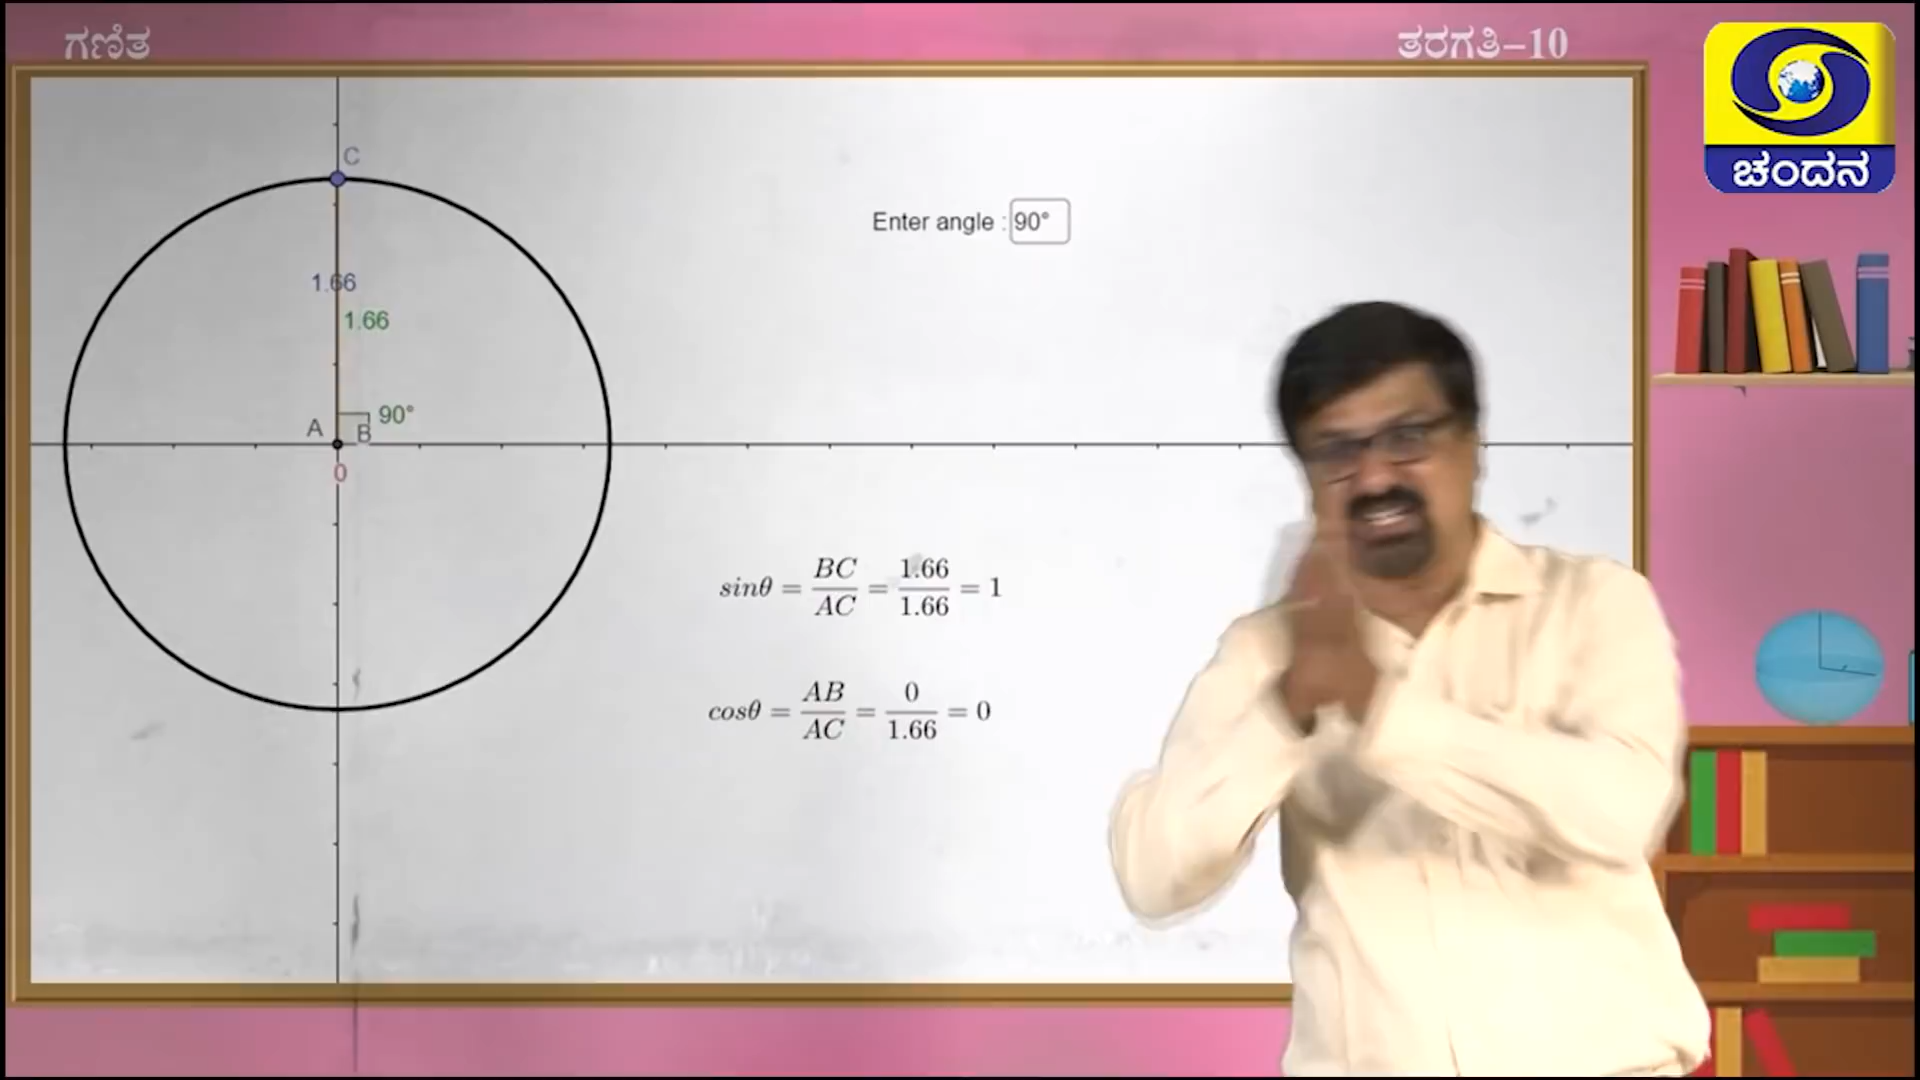 ಗಣಿತ
ತರಗತಿ-10
ಚಂದನ
C
Enter angle : 90°
1.66
1.66
90°
A B
0
sinθ = BC/AC = 1.66/1.66 = 1
cosθ = AB/AC = 0/1.66 = 0